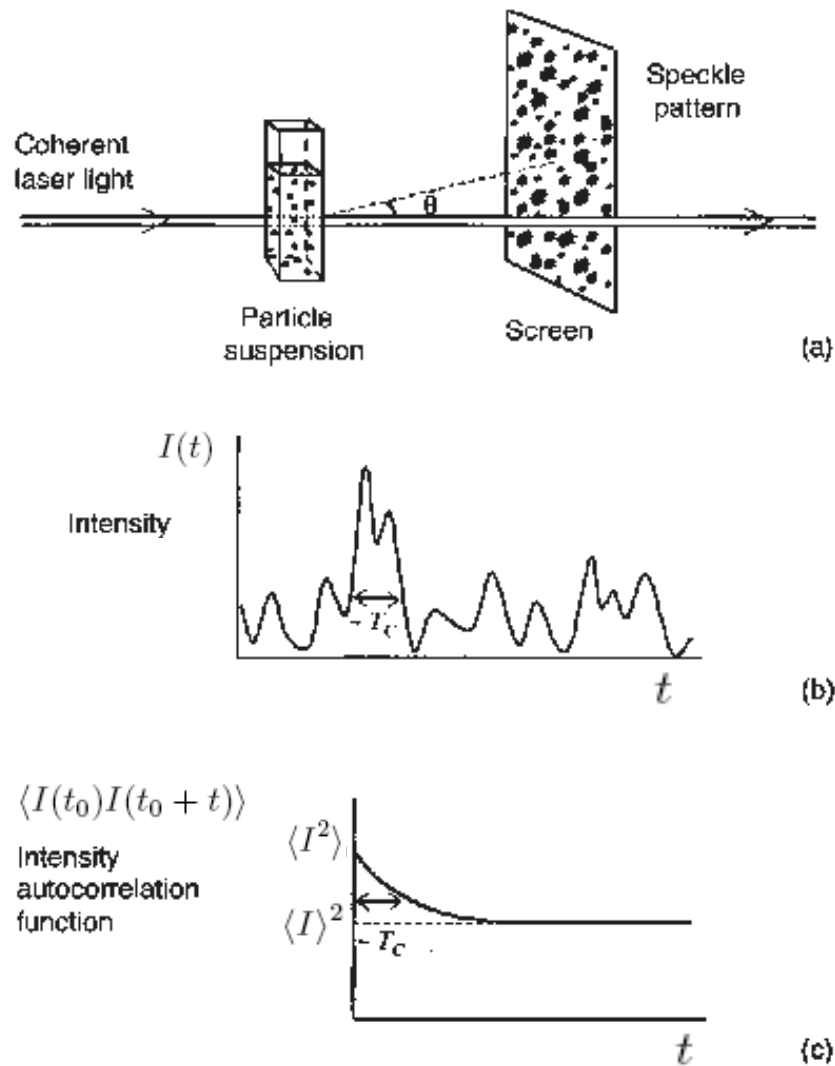 Coherent
laser light
θ
Speckle
pattern
Particle
suspension
Screen
(a)
I(t)
Intensity
~ T_c
t
(b)
⟨I(t₀)I(t₀ + t)⟩
Intensity
autocorrelation
function
⟨I²⟩
⟨I⟩²
~ T_c
t
(c)